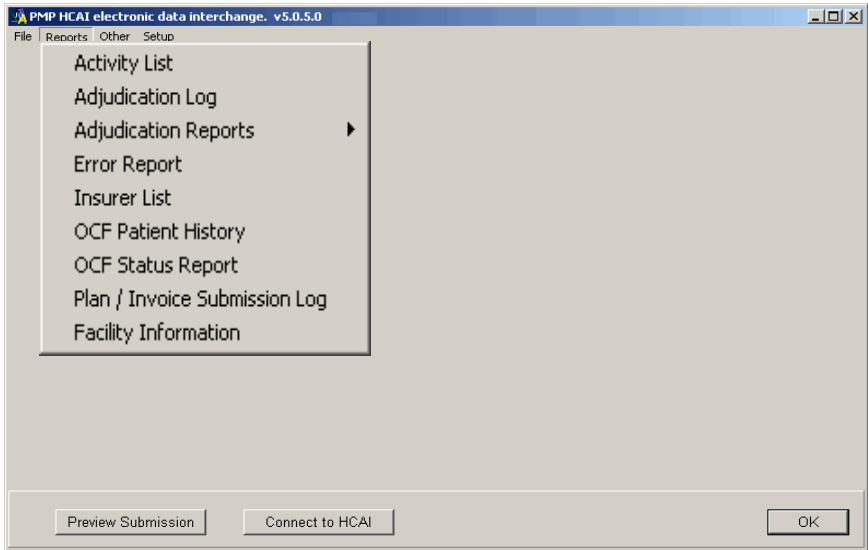 PMP HCAI electronic data interchange. v5.0.5.0
File Reports Other Setup
Activity List
Adjudication Log
Adjudication Reports
Error Report
Insurer List
OCF Patient History
OCF Status Report
Plan / Invoice Submission Log
Facility Information
Preview Submission Connect to HCAI OK